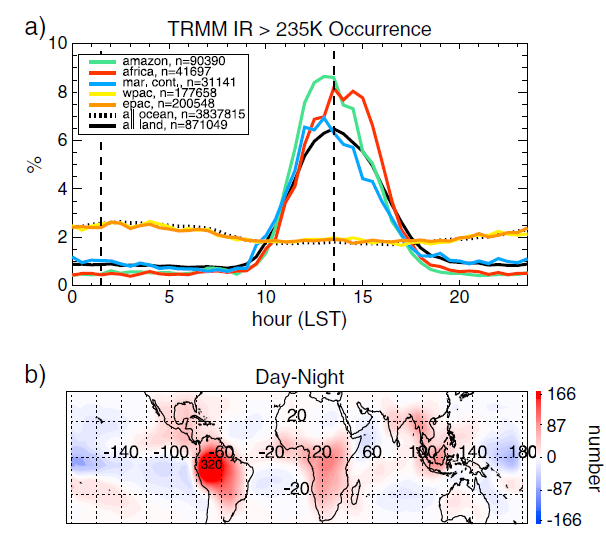 a)
TRMM IR > 235K Occurrence
10
8
6
4
2
0
%
amazon, n=90390
africa, n=41697
mar. cont., n=31141
wpac, n=177658
epac, n=200548
all ocean, n=3837815
all land, n=871049
0 5 10 15 20
hour (LST)
b)
Day-Night
20
-140 -100 -60 -20 20 60 100 140 180
320
-20
166
87
0
-87
-166
number